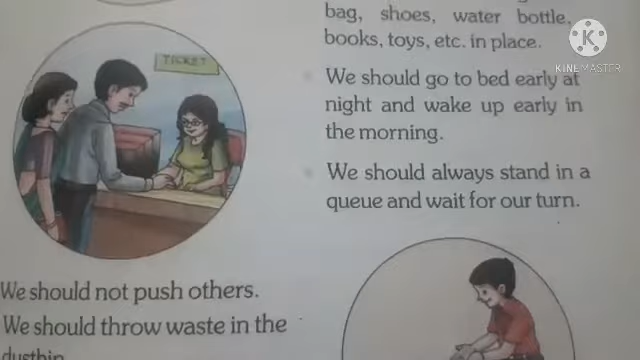 bag, shoes, water bottle,
books, toys, etc. in place.
We should go to bed early at
night and wake up early in
the morning.
We should always stand in a
queue and wait for our turn.
TICKET
We should not push others.
We should throw waste in the
dustbin
K
KINEMASTER